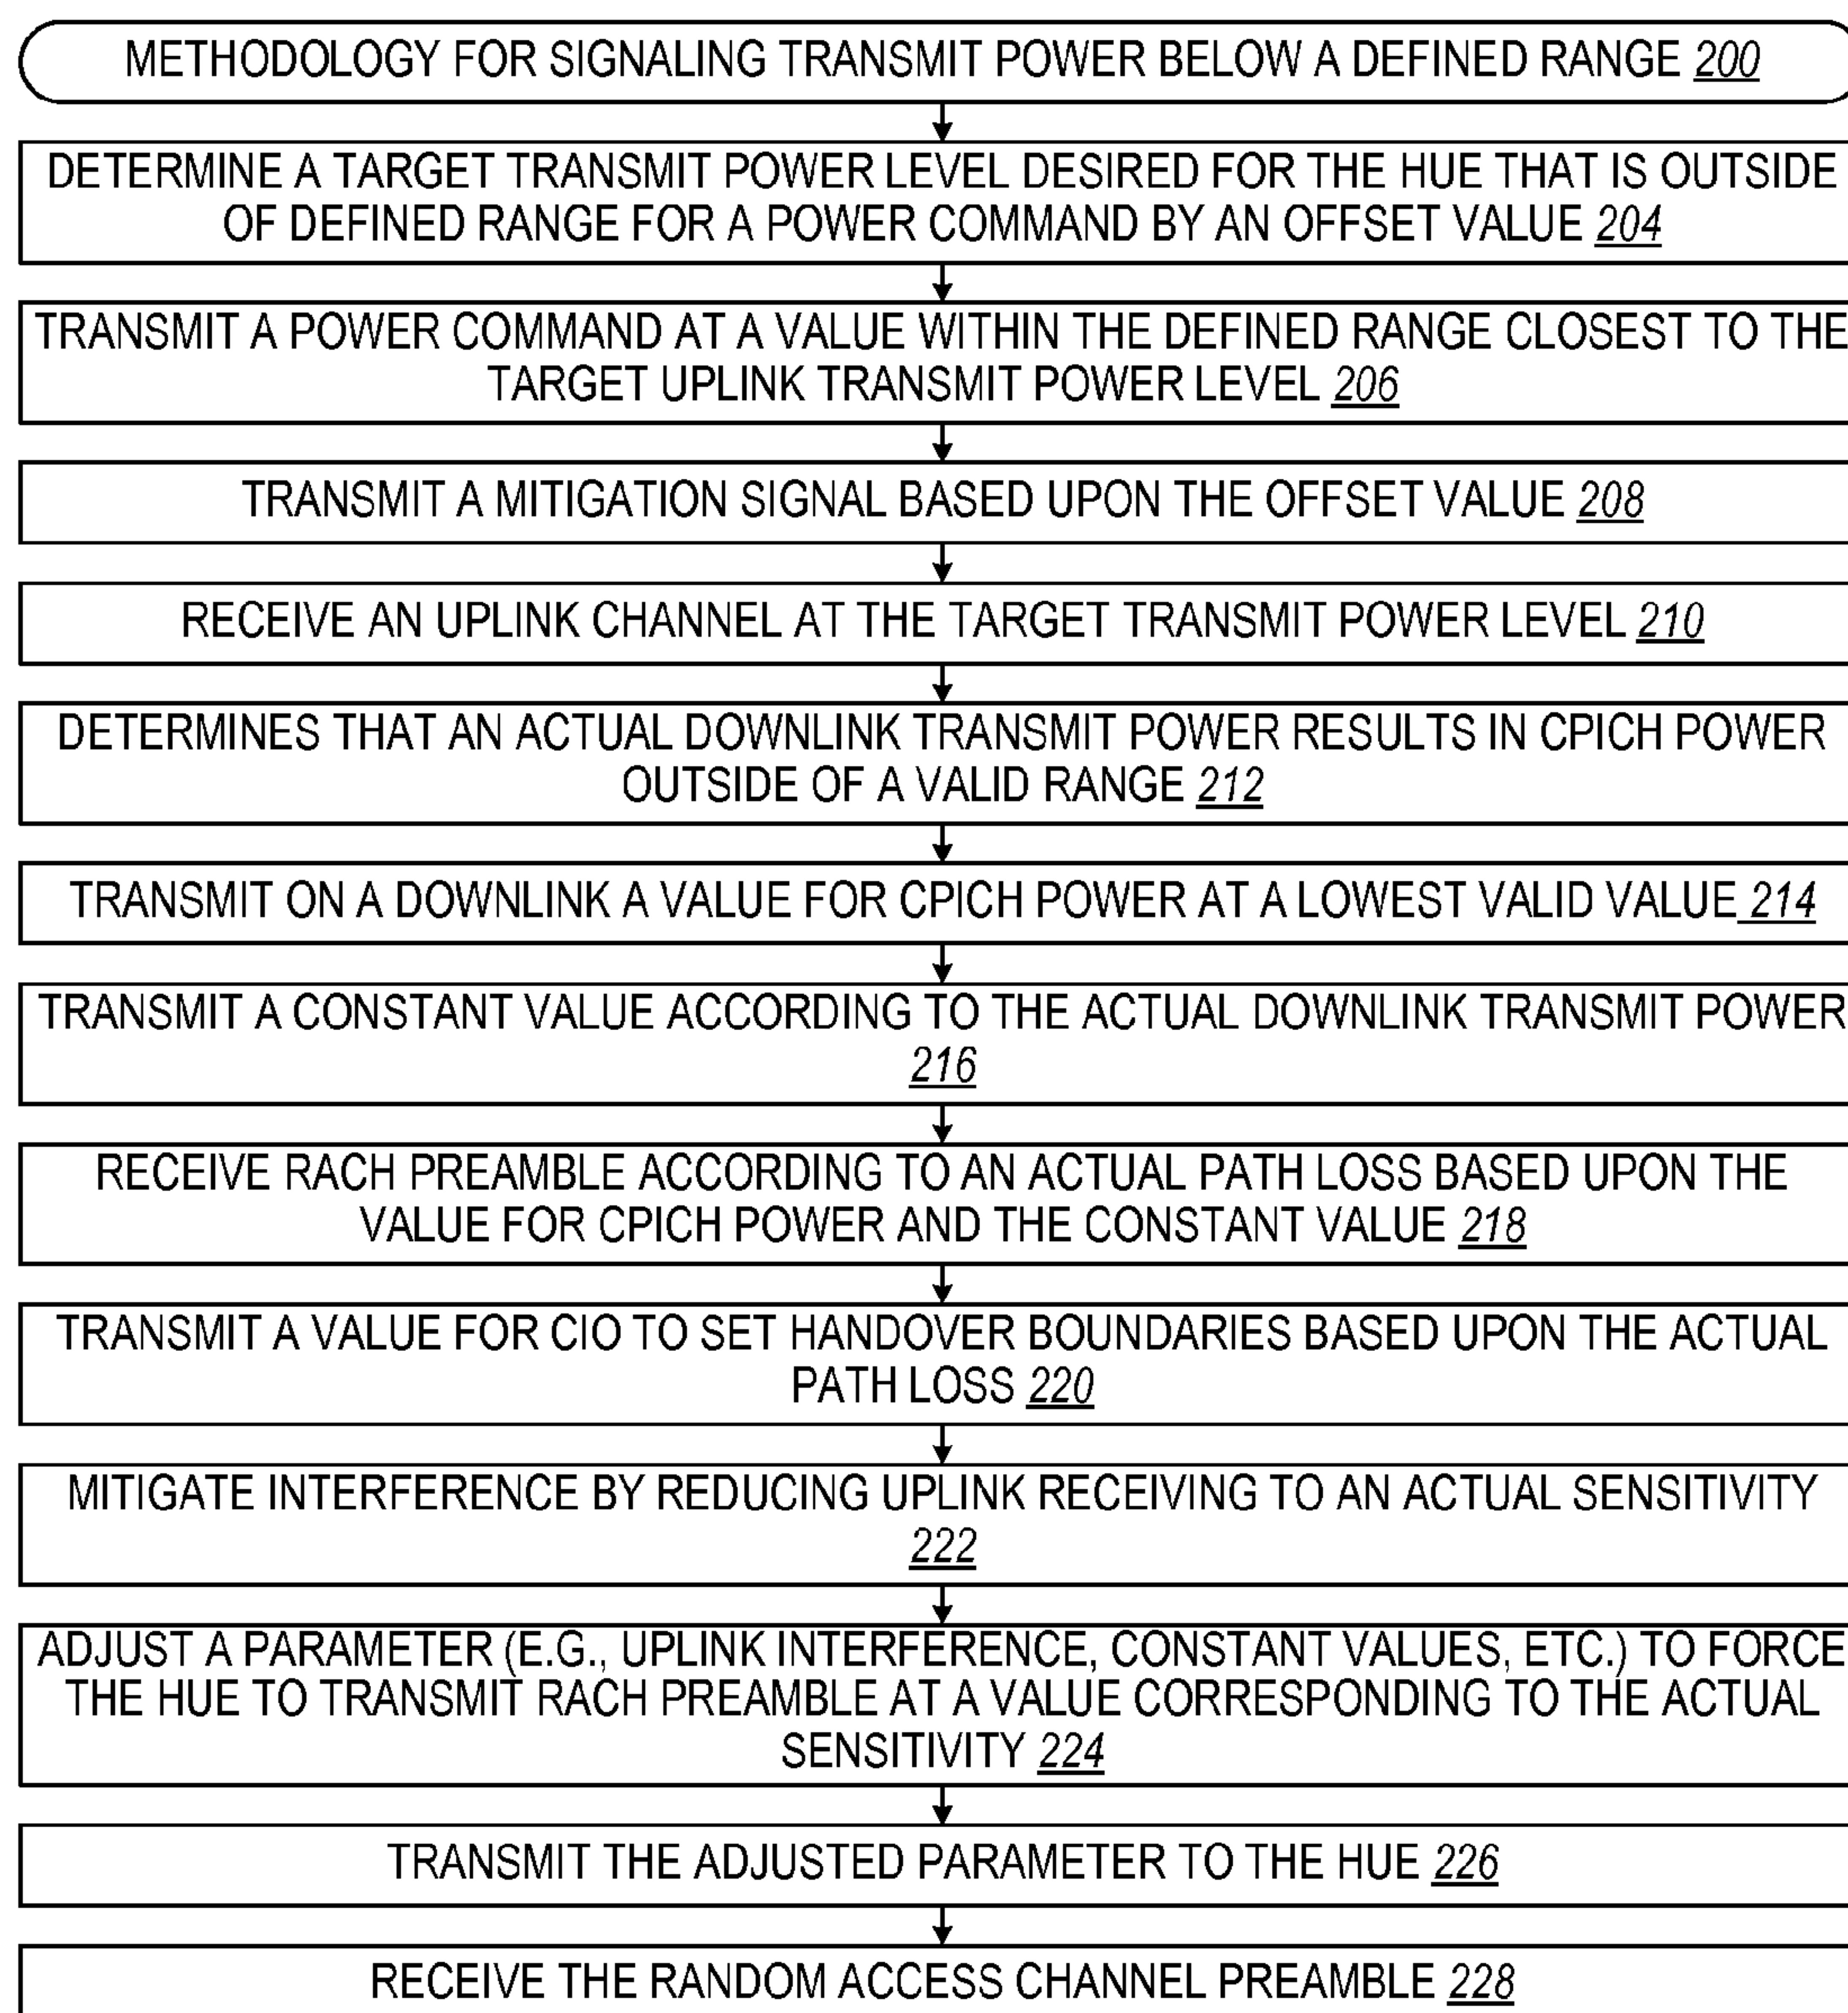 METHODOLOGY FOR SIGNALING TRANSMIT POWER BELOW A DEFINED RANGE 200
DETERMINE A TARGET TRANSMIT POWER LEVEL DESIRED FOR THE HUE THAT IS OUTSIDE
OF DEFINED RANGE FOR A POWER COMMAND BY AN OFFSET VALUE 204
TRANSMIT A POWER COMMAND AT A VALUE WITHIN THE DEFINED RANGE CLOSEST TO THE
TARGET UPLINK TRANSMIT POWER LEVEL 206
TRANSMIT A MITIGATION SIGNAL BASED UPON THE OFFSET VALUE 208
RECEIVE AN UPLINK CHANNEL AT THE TARGET TRANSMIT POWER LEVEL 210
DETERMINES THAT AN ACTUAL DOWNLINK TRANSMIT POWER RESULTS IN CPICH POWER
OUTSIDE OF A VALID RANGE 212
TRANSMIT ON A DOWNLINK A VALUE FOR CPICH POWER AT A LOWEST VALID VALUE 214
TRANSMIT A CONSTANT VALUE ACCORDING TO THE ACTUAL DOWNLINK TRANSMIT POWER
216
RECEIVE RACH PREAMBLE ACCORDING TO AN ACTUAL PATH LOSS BASED UPON THE
VALUE FOR CPICH POWER AND THE CONSTANT VALUE 218
TRANSMIT A VALUE FOR CIO TO SET HANDOVER BOUNDARIES BASED UPON THE ACTUAL
PATH LOSS 220
MITIGATE INTERFERENCE BY REDUCING UPLINK RECEIVING TO AN ACTUAL SENSITIVITY
222
ADJUST A PARAMETER (E.G., UPLINK INTERFERENCE, CONSTANT VALUES, ETC.) TO FORCE
THE HUE TO TRANSMIT RACH PREAMBLE AT A VALUE CORRESPONDING TO THE ACTUAL
SENSITIVITY 224
TRANSMIT THE ADJUSTED PARAMETER TO THE HUE 226
RECEIVE THE RANDOM ACCESS CHANNEL PREAMBLE 228